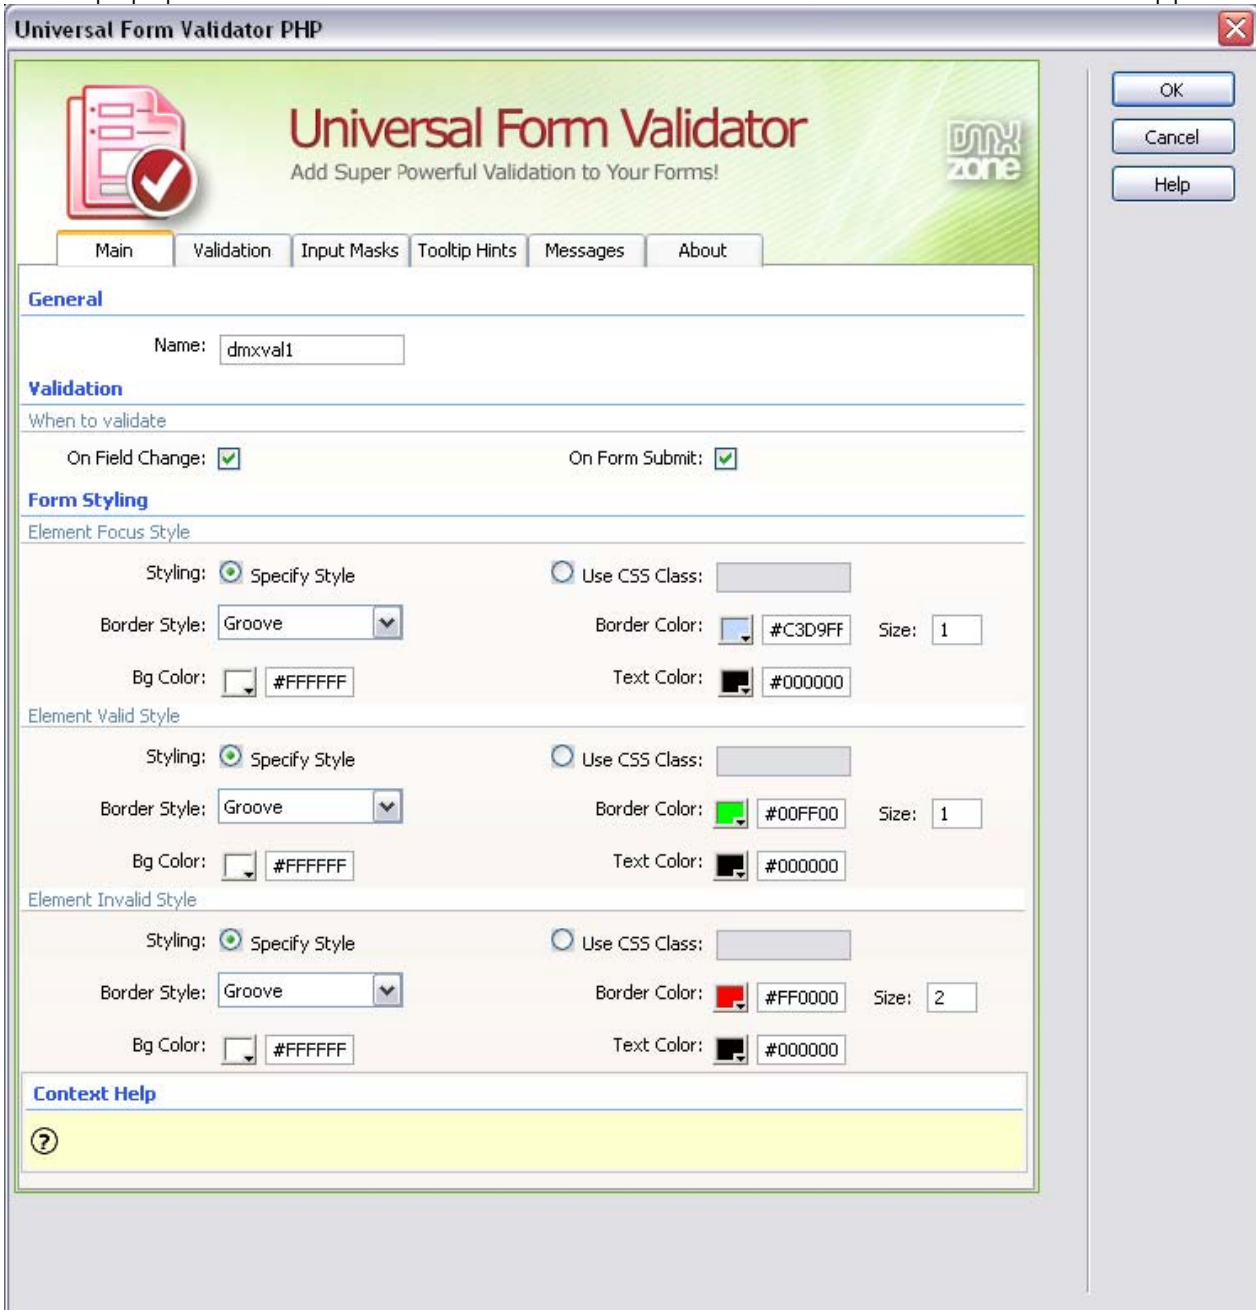 Universal Form Validator PHP
Universal Form Validator
Add Super Powerful Validation to Your Forms!
DMX
zone
OK
Cancel
Help
Main Validation Input Masks Tooltip Hints Messages About
General
Name: dmxval1
Validation
When to validate
On Field Change: On Form Submit:
Form Styling
Element Focus Style
Styling: Specify Style Use CSS Class:
Border Style: Groove Border Color: #C3D9FF Size: 1
Bg Color: #FFFFFF Text Color: #000000
Element Valid Style
Styling: Specify Style Use CSS Class:
Border Style: Groove Border Color: #00FF00 Size: 1
Bg Color: #FFFFFF Text Color: #000000
Element Invalid Style
Styling: Specify Style Use CSS Class:
Border Style: Groove Border Color: #FF0000 Size: 2
Bg Color: #FFFFFF Text Color: #000000
Context Help
?